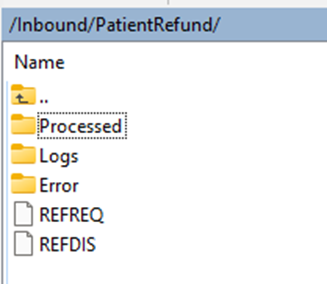 /Inbound/PatientRefund/
Name
..
Processed
Logs
Error
REFREQ
REFDIS